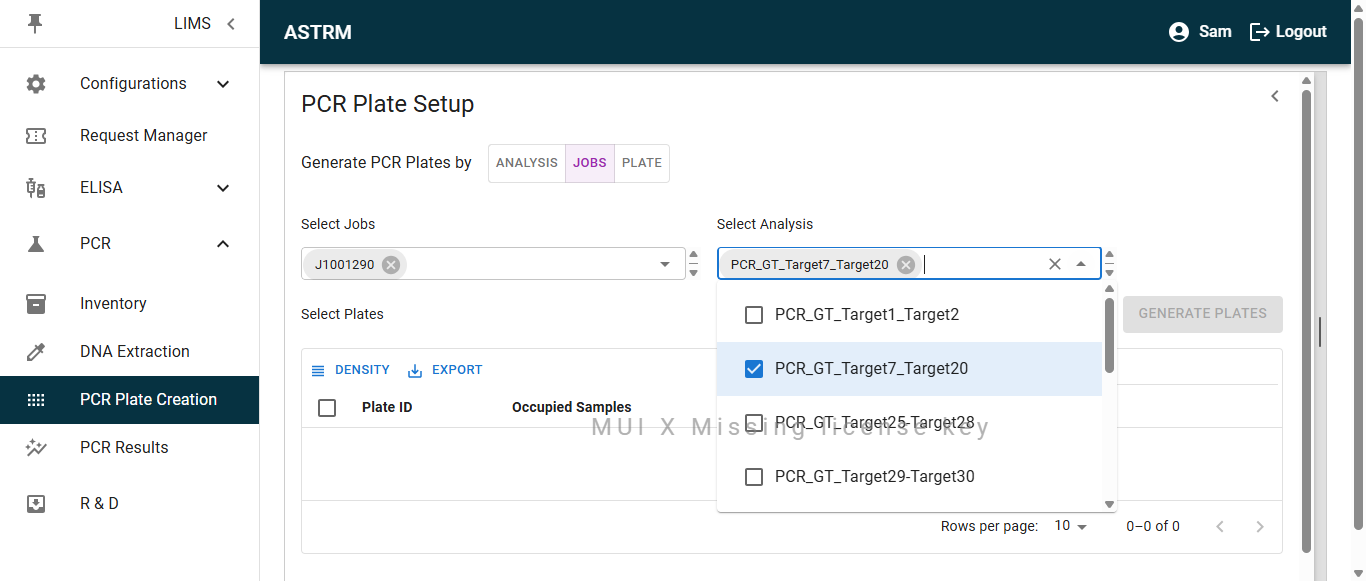 LIMS
ASTRM
Sam
Logout
Configurations
Request Manager
ELISA
PCR
Inventory
DNA Extraction
PCR Plate Creation
PCR Results
R & D
PCR Plate Setup
Generate PCR Plates by
ANALYSIS
JOBS
PLATE
Select Jobs
Select Analysis
J1001290
PCR_GT_Target7_Target20
Select Plates
GENERATE PLATES
PCR_GT_Target1_Target2
PCR_GT_Target7_Target20
PCR_GT_Target25-Target28
PCR_GT_Target29-Target30
DENSITY
EXPORT
Plate ID
Occupied Samples
MUI X Missing license key
Rows per page:
10
0–0 of 0